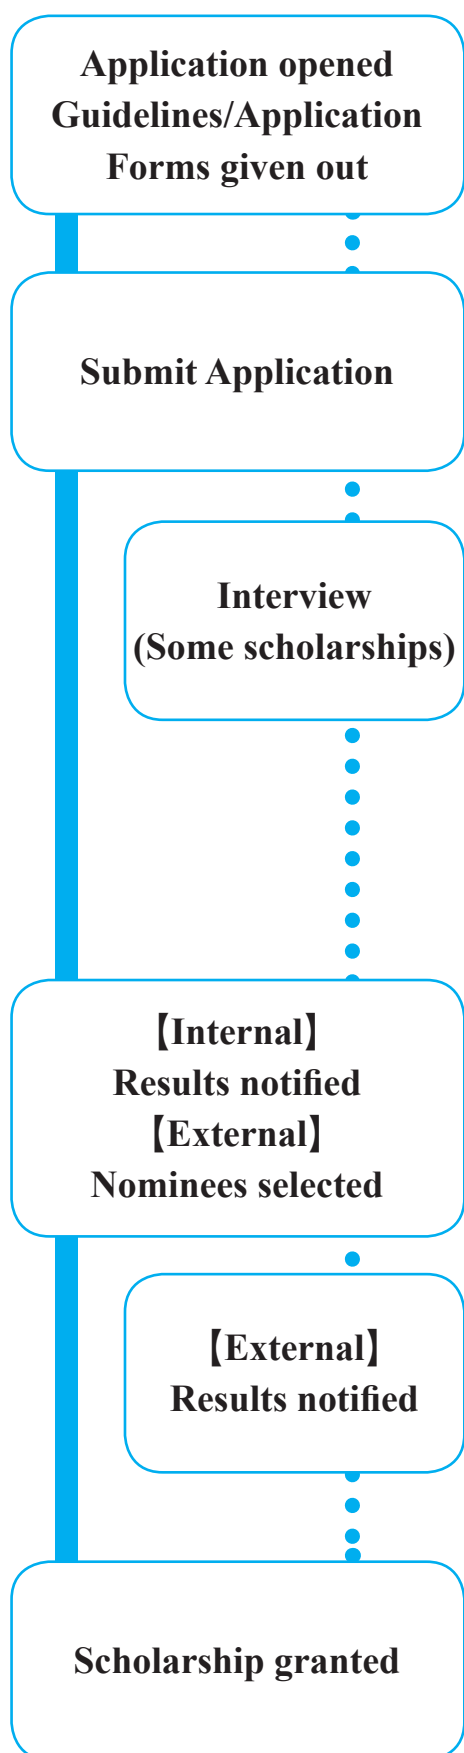 Application opened
Guidelines/Application
Forms given out
Submit Application
Interview
(Some scholarships)
【Internal】
Results notified
【External】
Nominees selected
【External】
Results notified
Scholarship granted